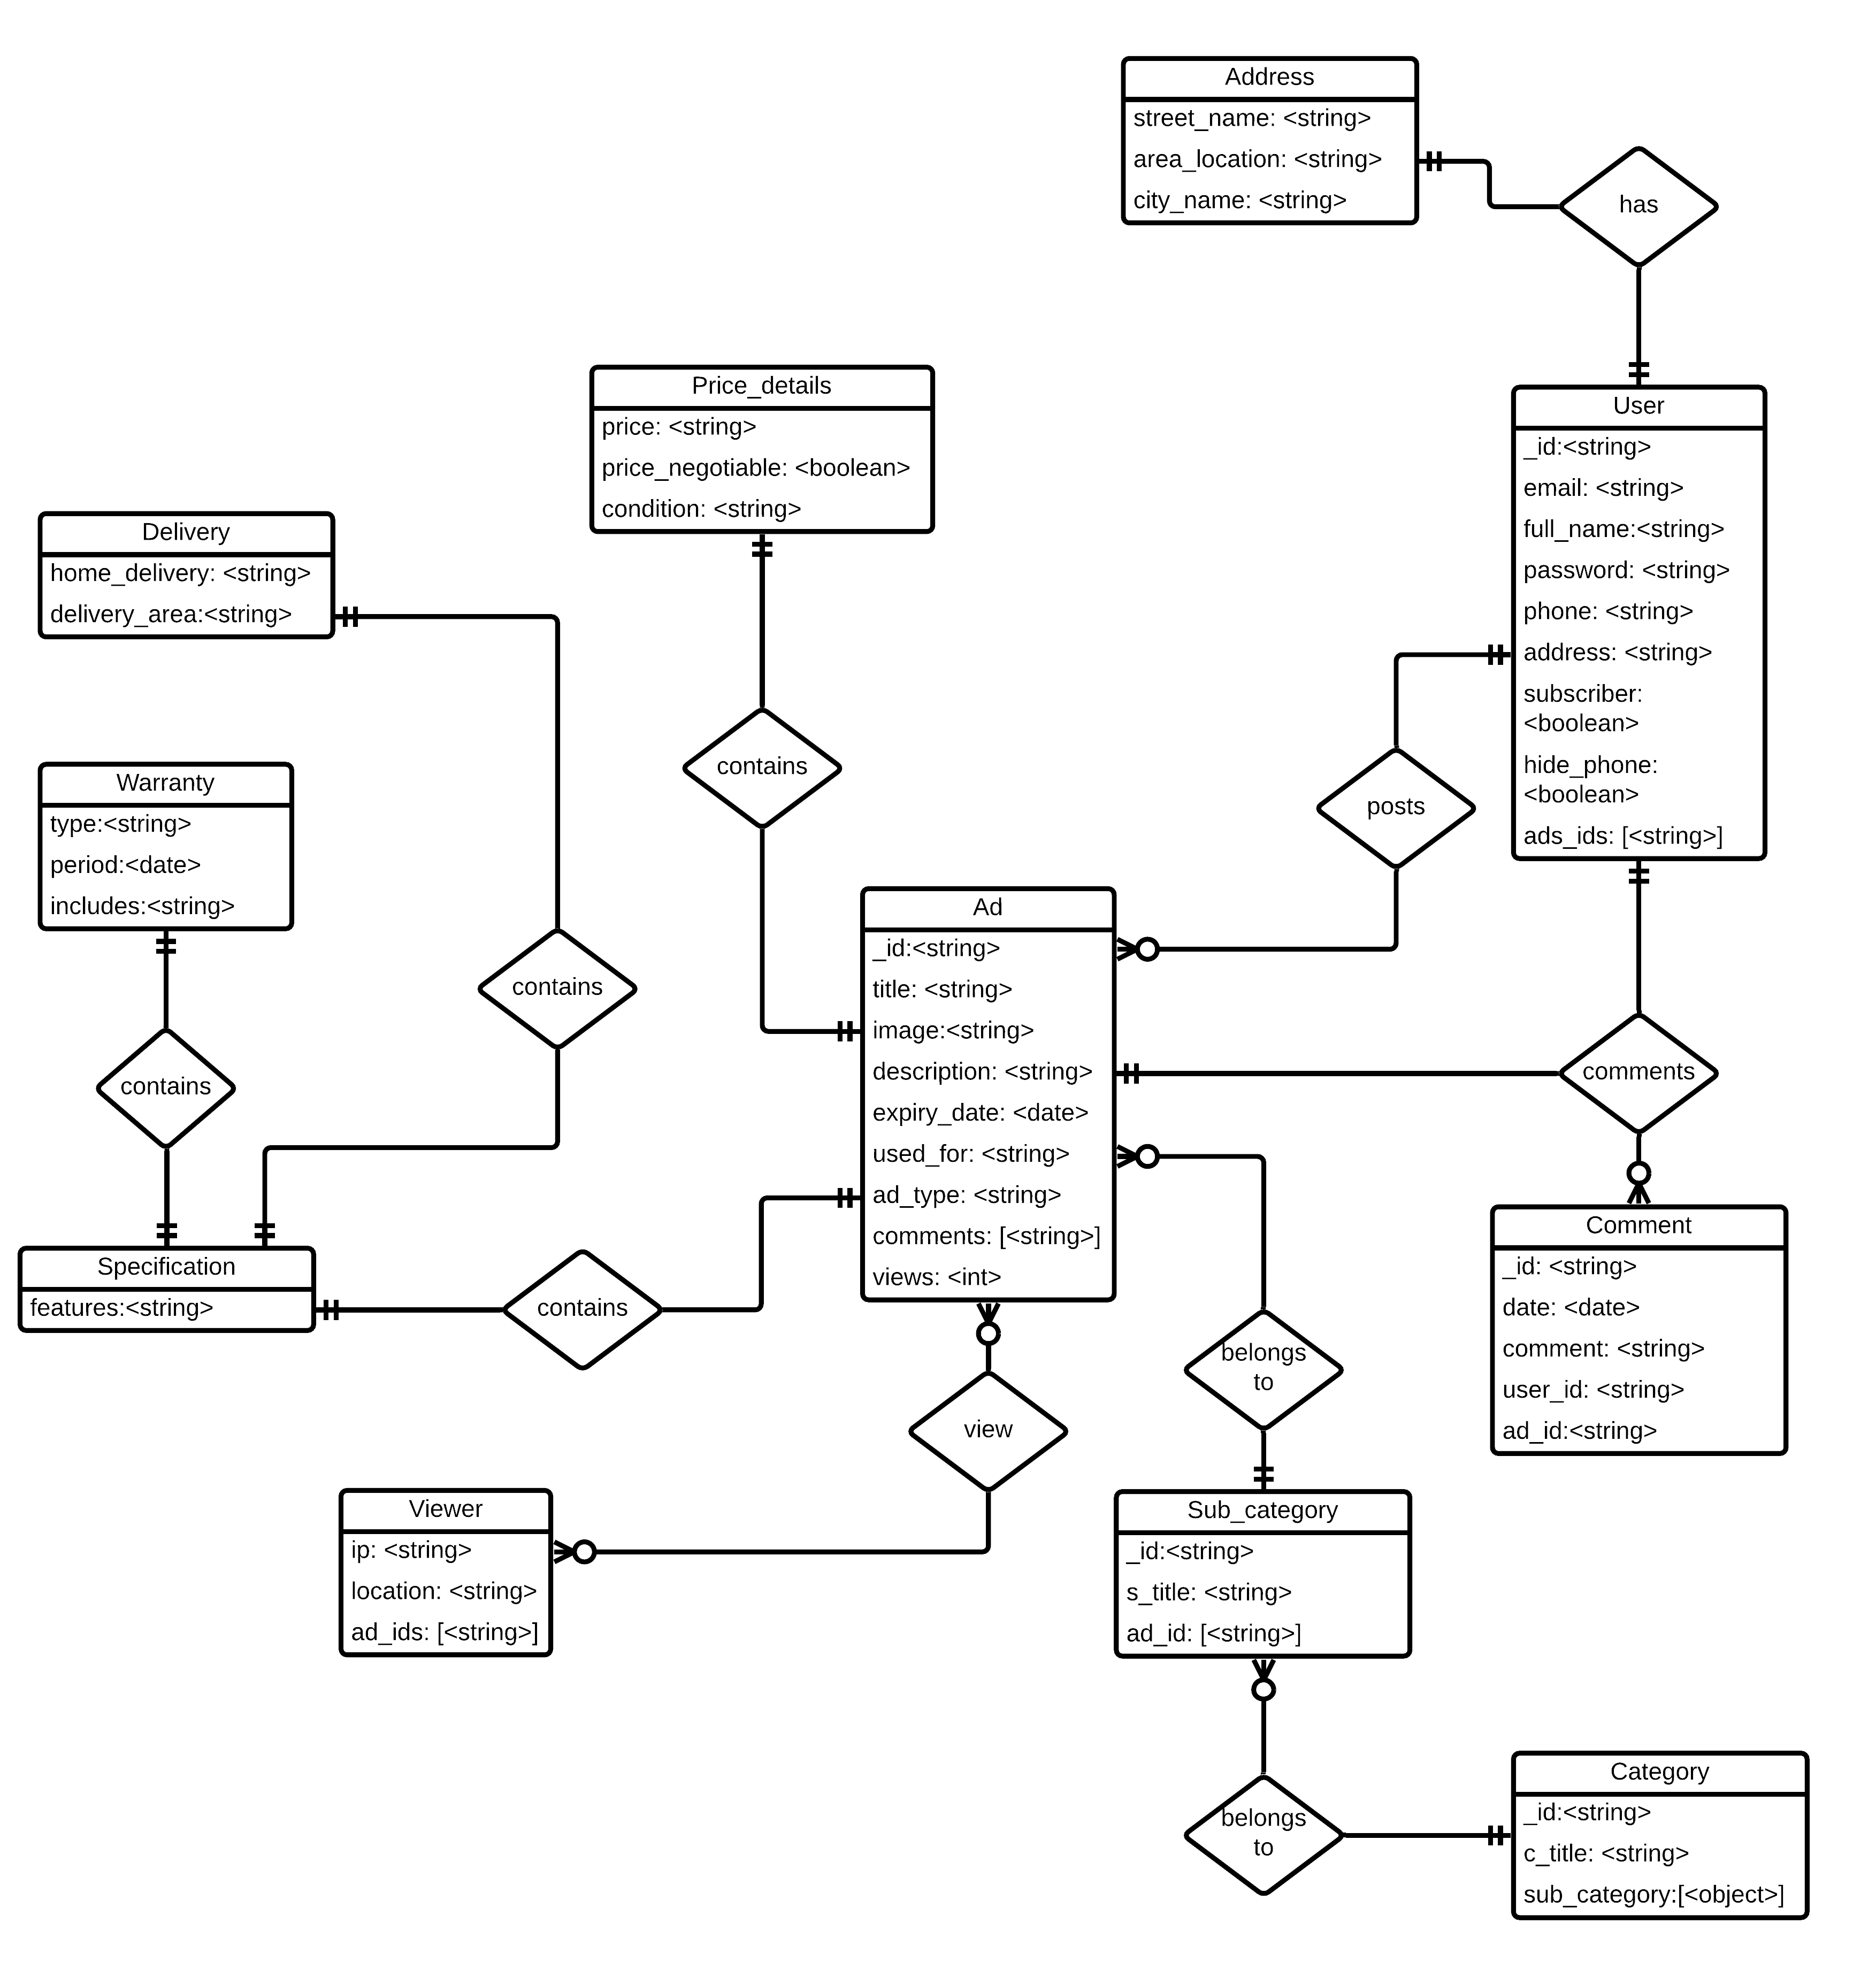 Address
street_name: <string>
area_location: <string>
city_name: <string>
has
Price_details
price: <string>
price_negotiable: <boolean>
condition: <string>
User
_id:<string>
email: <string>
full_name:<string>
password: <string>
phone: <string>
address: <string>
subscriber:
<boolean>
hide_phone:
<boolean>
ads_ids: [<string>]
Delivery
home_delivery: <string>
delivery_area:<string>
Warranty
type:<string>
period:<date>
includes:<string>
contains
posts
contains
contains
Ad
_id:<string>
title: <string>
image:<string>
description: <string>
expiry_date: <date>
used_for: <string>
ad_type: <string>
comments: [<string>]
views: <int>
comments
Specification
features:<string>
contains
Comment
_id: <string>
date: <date>
comment: <string>
user_id: <string>
ad_id:<string>
belongs
to
view
Viewer
ip: <string>
location: <string>
ad_ids: [<string>]
Sub_category
_id:<string>
s_title: <string>
ad_id: [<string>]
belongs
to
Category
_id:<string>
c_title: <string>
sub_category:[<object>]